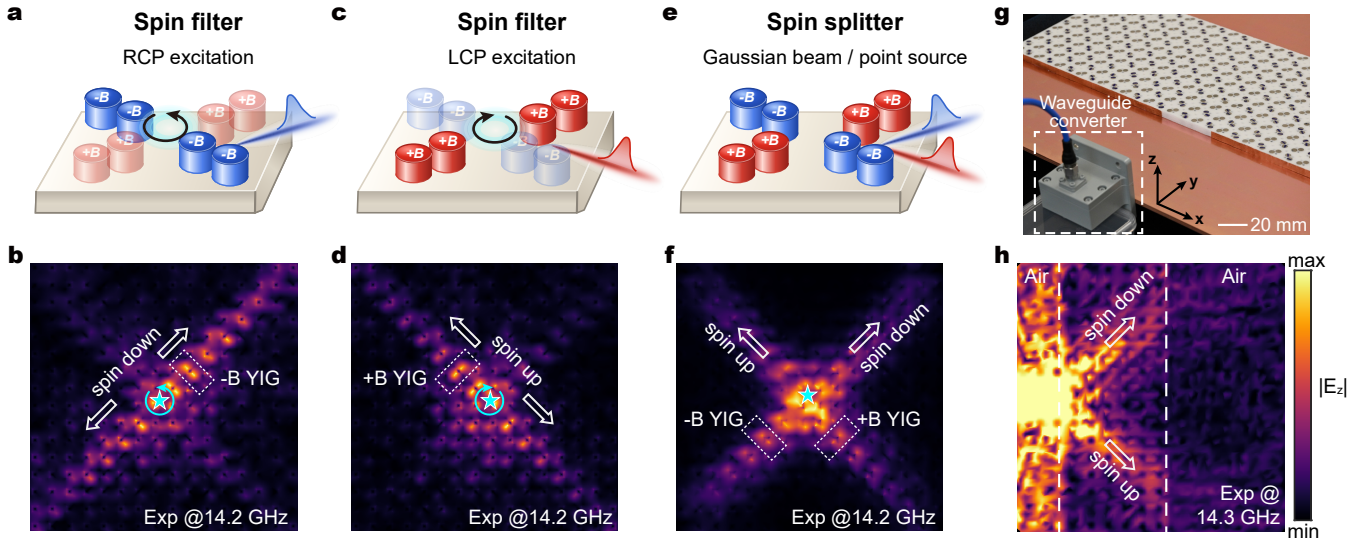 a
Spin filter
RCP excitation
-B
-B
+B
+B
+B
+B
-B
-B
c
Spin filter
LCP excitation
-B
-B
+B
+B
+B
+B
-B
-B
e
Spin splitter
Gaussian beam / point source
-B
-B
+B
+B
+B
+B
-B
-B
g
Waveguide
converter
z
y
x
20 mm
b
spin down
-B YIG
Exp @14.2 GHz
d
+B YIG
spin up
Exp @14.2 GHz
f
spin up
spin down
-B YIG
+B YIG
Exp @14.2 GHz
h
Air
spin down
Air
spin up
Exp @
14.3 GHz
max
|Ez|
min